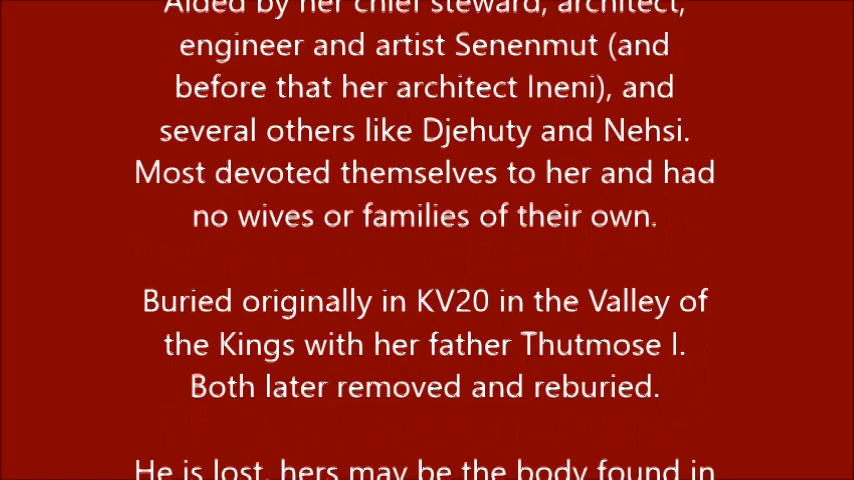 Aided by her chief steward, architect,
engineer and artist Senenmut (and
before that her architect Ineni), and
several others like Djehuty and Nehsi.
Most devoted themselves to her and had
no wives or families of their own.
Buried originally in KV20 in the Valley of
the Kings with her father Thutmose I.
Both later removed and reburied.
He is lost, hers may be the body found in